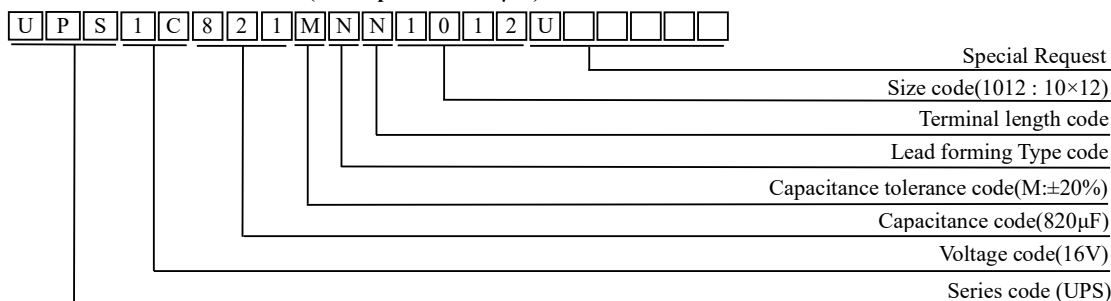 U P S 1 C 8 2 1 M N N 1 0 1 2 U
Special Request
Size code(1012 : 10×12)
Terminal length code
Lead forming Type code
Capacitance tolerance code(M:±20%)
Capacitance code(820μF)
Voltage code(16V)
Series code (UPS)